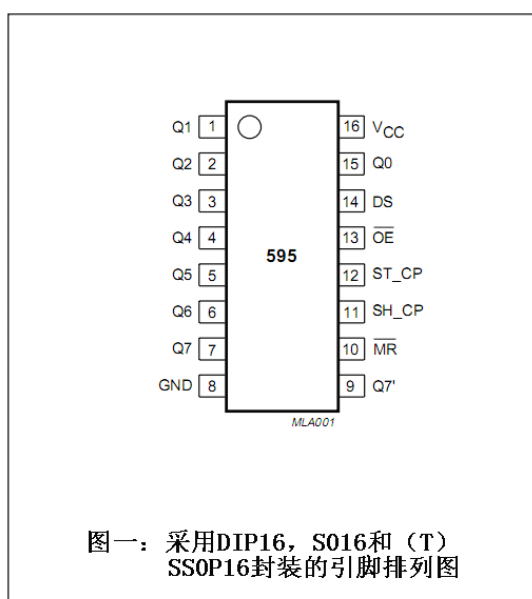 Q1 1 16 VCC
Q2 2 15 Q0
Q3 3 14 DS
Q4 4 13 O̅E̅
595
Q5 5 12 ST_CP
Q6 6 11 SH_CP
Q7 7 10 M̅R̅
GND 8 9 Q7'
MLA001
图一：采用DIP16，SO16和（T）
SSOP16封装的引脚排列图